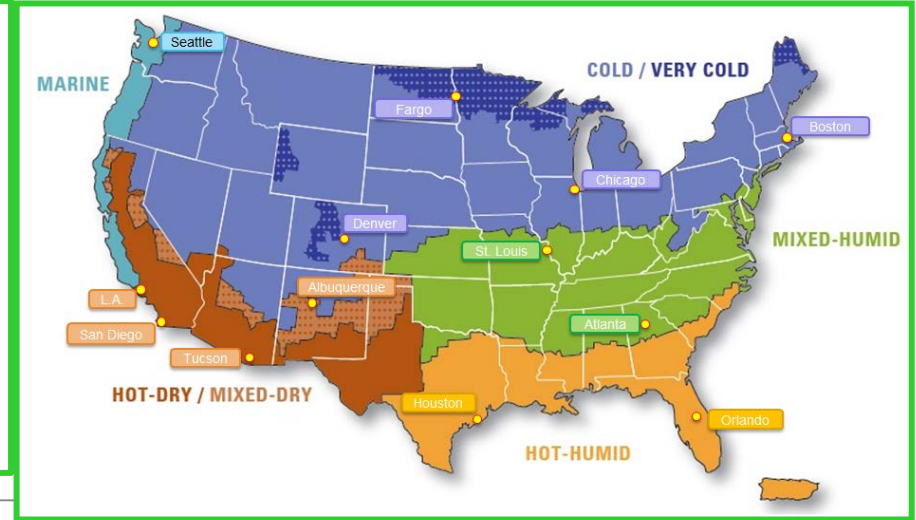 Seattle
MARINE
COLD / VERY COLD
Fargo
Boston
Chicago
Denver
MIXED-HUMID
St. Louis
Albuquerque
L.A.
San Diego
Atlanta
Tucson
HOT-DRY / MIXED-DRY
Houston
Orlando
HOT-HUMID